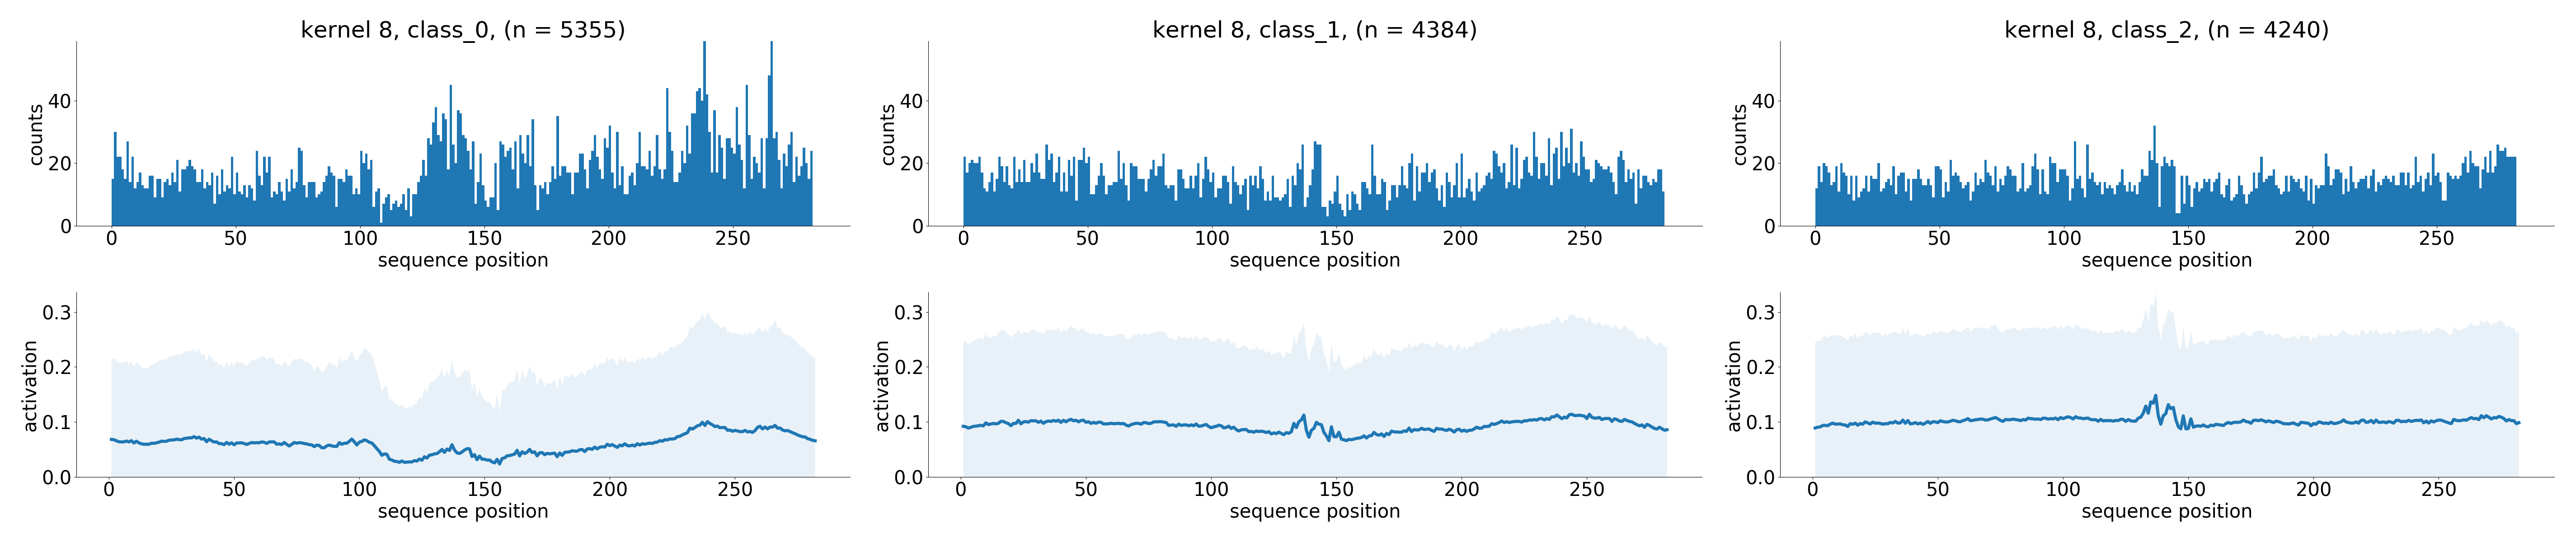 kernel 8, class_0, (n = 5355)
kernel 8, class_1, (n = 4384)
kernel 8, class_2, (n = 4240)
counts
40
20
0
0 50 100 150 200 250
sequence position
counts
40
20
0
0 50 100 150 200 250
sequence position
counts
40
20
0
0 50 100 150 200 250
sequence position
activation
0.3
0.2
0.1
0.0
0 50 100 150 200 250
sequence position
activation
0.3
0.2
0.1
0.0
0 50 100 150 200 250
sequence position
activation
0.3
0.2
0.1
0.0
0 50 100 150 200 250
sequence position